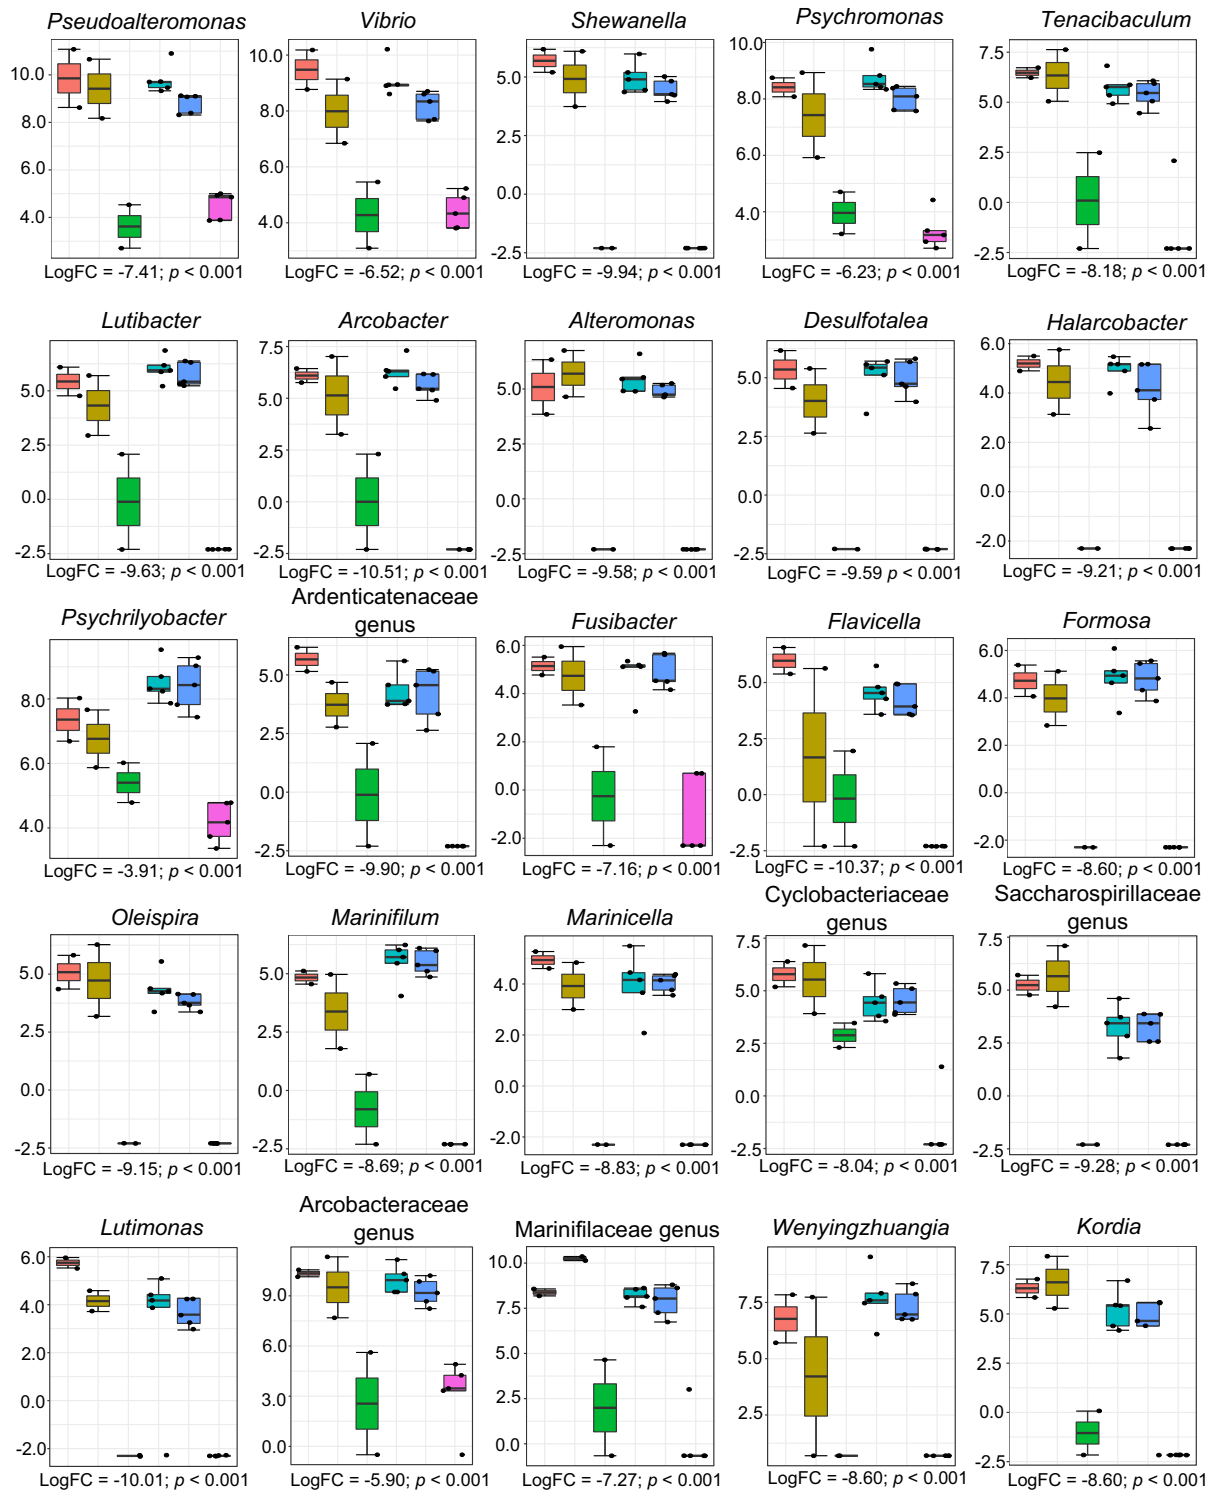 Pseudoalteromonas Vibrio Shewanella Psychromonas Tenacibaculum
10.0 8.0 6.0 4.0
10.0 8.0 6.0 4.0
5.0 2.5 0.0 -2.5
10.0 8.0 6.0 4.0
7.5 5.0 2.5 0.0 -2.5
LogFC = -7.41; p < 0.001 LogFC = -6.52; p < 0.001 LogFC = -9.94; p < 0.001 LogFC = -6.23; p < 0.001 LogFC = -8.18; p < 0.001
Lutibacter Arcobacter Alteromonas Desulfotalea Halarcobacter
5.0 2.5 0.0 -2.5
7.5 5.0 2.5 0.0 -2.5
5.0 2.5 0.0 -2.5
5.0 2.5 0.0 -2.5
6.0 4.0 2.0 0.0 -2.0
LogFC = -9.63; p < 0.001 LogFC = -10.51; p < 0.001 LogFC = -9.58; p < 0.001 LogFC = -9.59 p < 0.001 LogFC = -9.21; p < 0.001
Psychrilyobacter Ardenticatenaceae genus Fusibacter Flavicella Formosa
8.0 6.0 4.0
5.0 2.5 0.0 -2.5
6.0 4.0 2.0 0.0 -2.0
5.0 2.5 0.0 -2.5
6.0 4.0 2.0 0.0 -2.0
LogFC = -3.91; p < 0.001 LogFC = -9.90; p < 0.001 LogFC = -7.16; p < 0.001 LogFC = -10.37; p < 0.001 LogFC = -8.60; p < 0.001
Oleispira Marinifilum Marinicella Cyclobacteriaceae genus Saccharospirillaceae genus
5.0 2.5 0.0 -2.5
5.0 2.5 0.0 -2.5
4.0 2.0 0.0 -2.0
7.5 5.0 2.5 0.0 -2.5
7.5 5.0 2.5 0.0 -2.5
LogFC = -9.15; p < 0.001 LogFC = -8.69; p < 0.001 LogFC = -8.83; p < 0.001 LogFC = -8.04; p < 0.001 LogFC = -9.28; p < 0.001
Lutimonas Arcobacteraceae genus Marinifilaceae genus Wenyingzhuangia Kordia
6.0 4.0 2.0 0.0 -2.0
9.0 6.0 3.0 0.0
10.0 7.5 5.0 2.5 0.0
7.5 5.0 2.5
7.5 5.0 2.5 0.0 -2.5
LogFC = -10.01; p < 0.001 LogFC = -5.90; p < 0.001 LogFC = -7.27; p < 0.001 LogFC = -8.60; p < 0.001 LogFC = -8.60; p < 0.001